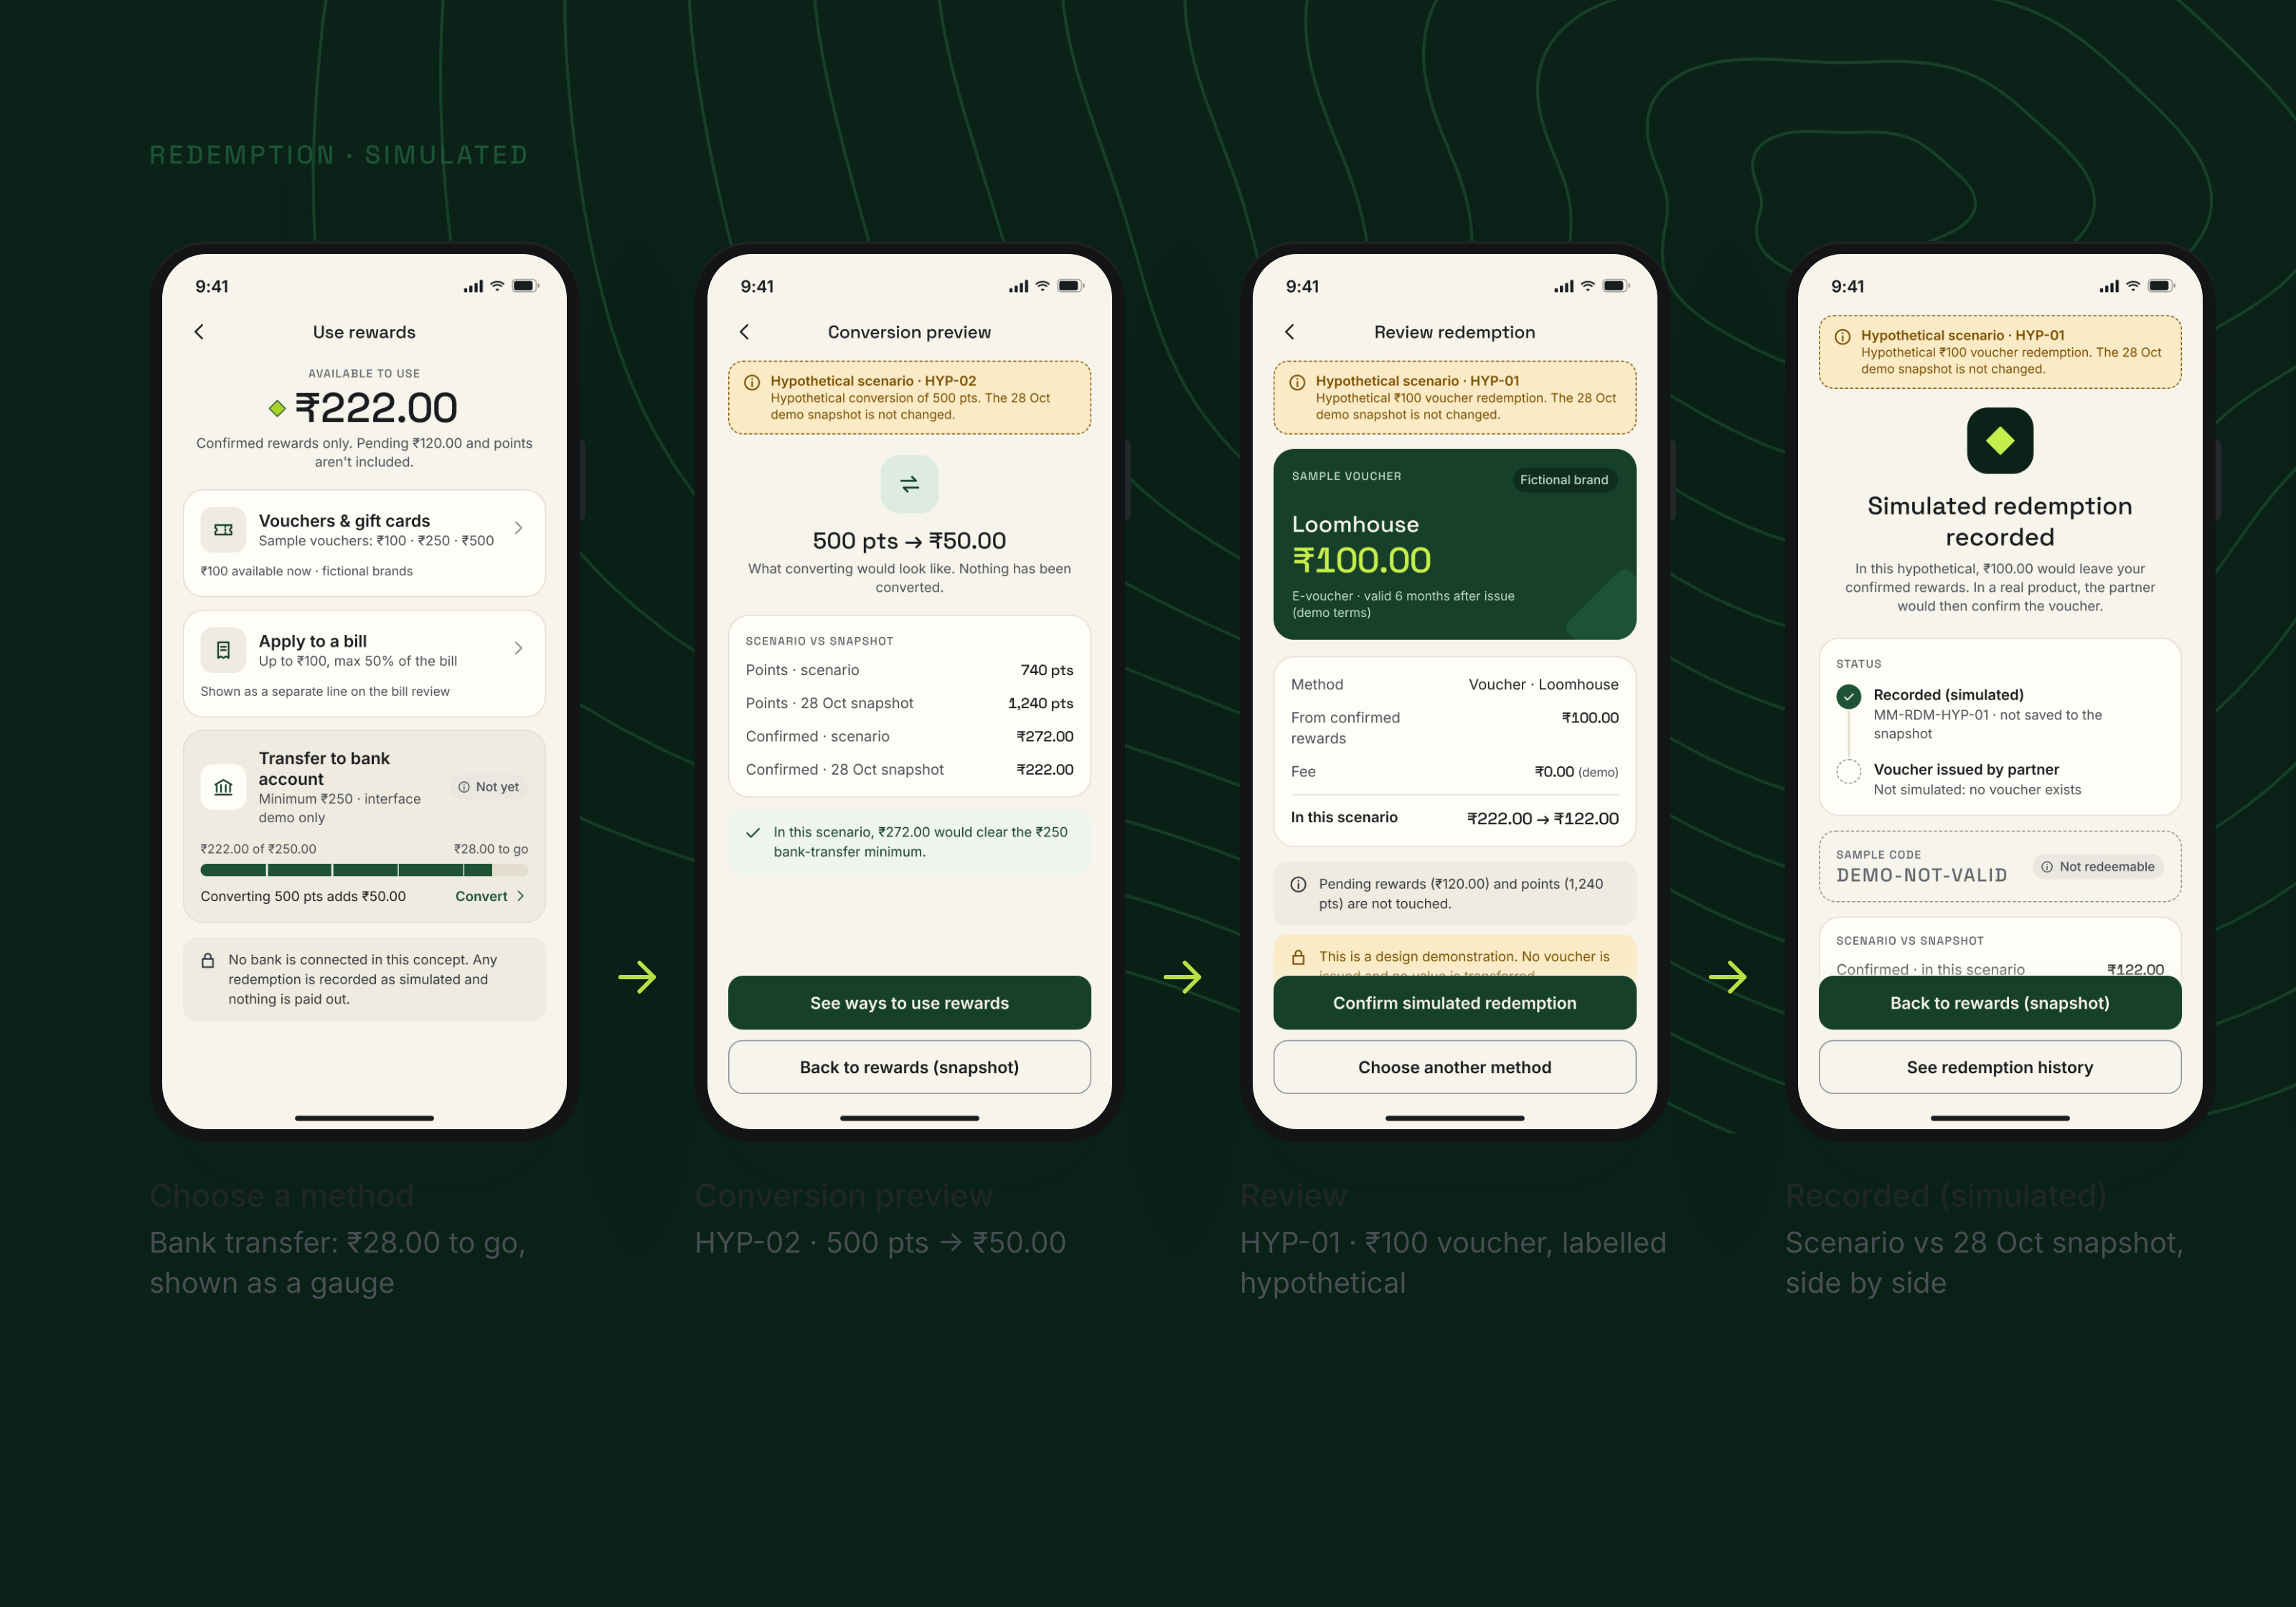 REDEMPTION · SIMULATED
9:41
Use rewards
AVAILABLE TO USE
₹222.00
Confirmed rewards only. Pending ₹120.00 and points
aren't included.
Vouchers & gift cards
Sample vouchers: ₹100 · ₹250 · ₹500
₹100 available now · fictional brands
Apply to a bill
Up to ₹100, max 50% of the bill
Shown as a separate line on the bill review
Transfer to bank
account
Minimum ₹250 · interface
demo only
Not yet
₹222.00 of ₹250.00
₹28.00 to go
Converting 500 pts adds ₹50.00
Convert
No bank is connected in this concept. Any
redemption is recorded as simulated and
nothing is paid out.
Choose a method
Bank transfer: ₹28.00 to go,
shown as a gauge
9:41
Conversion preview
Hypothetical scenario · HYP-02
Hypothetical conversion of 500 pts. The 28 Oct
demo snapshot is not changed.
500 pts → ₹50.00
What converting would look like. Nothing has been
converted.
SCENARIO VS SNAPSHOT
Points · scenario 740 pts
Points · 28 Oct snapshot 1,240 pts
Confirmed · scenario ₹272.00
Confirmed · 28 Oct snapshot ₹222.00
In this scenario, ₹272.00 would clear the ₹250
bank-transfer minimum.
See ways to use rewards
Back to rewards (snapshot)
Conversion preview
HYP-02 · 500 pts → ₹50.00
9:41
Review redemption
Hypothetical scenario · HYP-01
Hypothetical ₹100 voucher redemption. The 28 Oct
demo snapshot is not changed.
SAMPLE VOUCHER
Fictional brand
Loomhouse
₹100.00
E-voucher · valid 6 months after issue
(demo terms)
Method Voucher · Loomhouse
From confirmed
rewards
₹100.00
Fee ₹0.00 (demo)
In this scenario ₹222.00 → ₹122.00
Pending rewards (₹120.00) and points (1,240
pts) are not touched.
This is a design demonstration. No voucher is
issued and no value is transferred.
Confirm simulated redemption
Choose another method
Review
HYP-01 · ₹100 voucher, labelled
hypothetical
9:41
Hypothetical scenario · HYP-01
Hypothetical ₹100 voucher redemption. The 28 Oct
demo snapshot is not changed.
Simulated redemption
recorded
In this hypothetical, ₹100.00 would leave your
confirmed rewards. In a real product, the partner
would then confirm the voucher.
STATUS
Recorded (simulated)
MM-RDM-HYP-01 · not saved to the
snapshot
Voucher issued by partner
Not simulated: no voucher exists
SAMPLE CODE
DEMO-NOT-VALID
Not redeemable
SCENARIO VS SNAPSHOT
Confirmed · in this scenario ₹122.00
Back to rewards (snapshot)
See redemption history
Recorded (simulated)
Scenario vs 28 Oct snapshot,
side by side